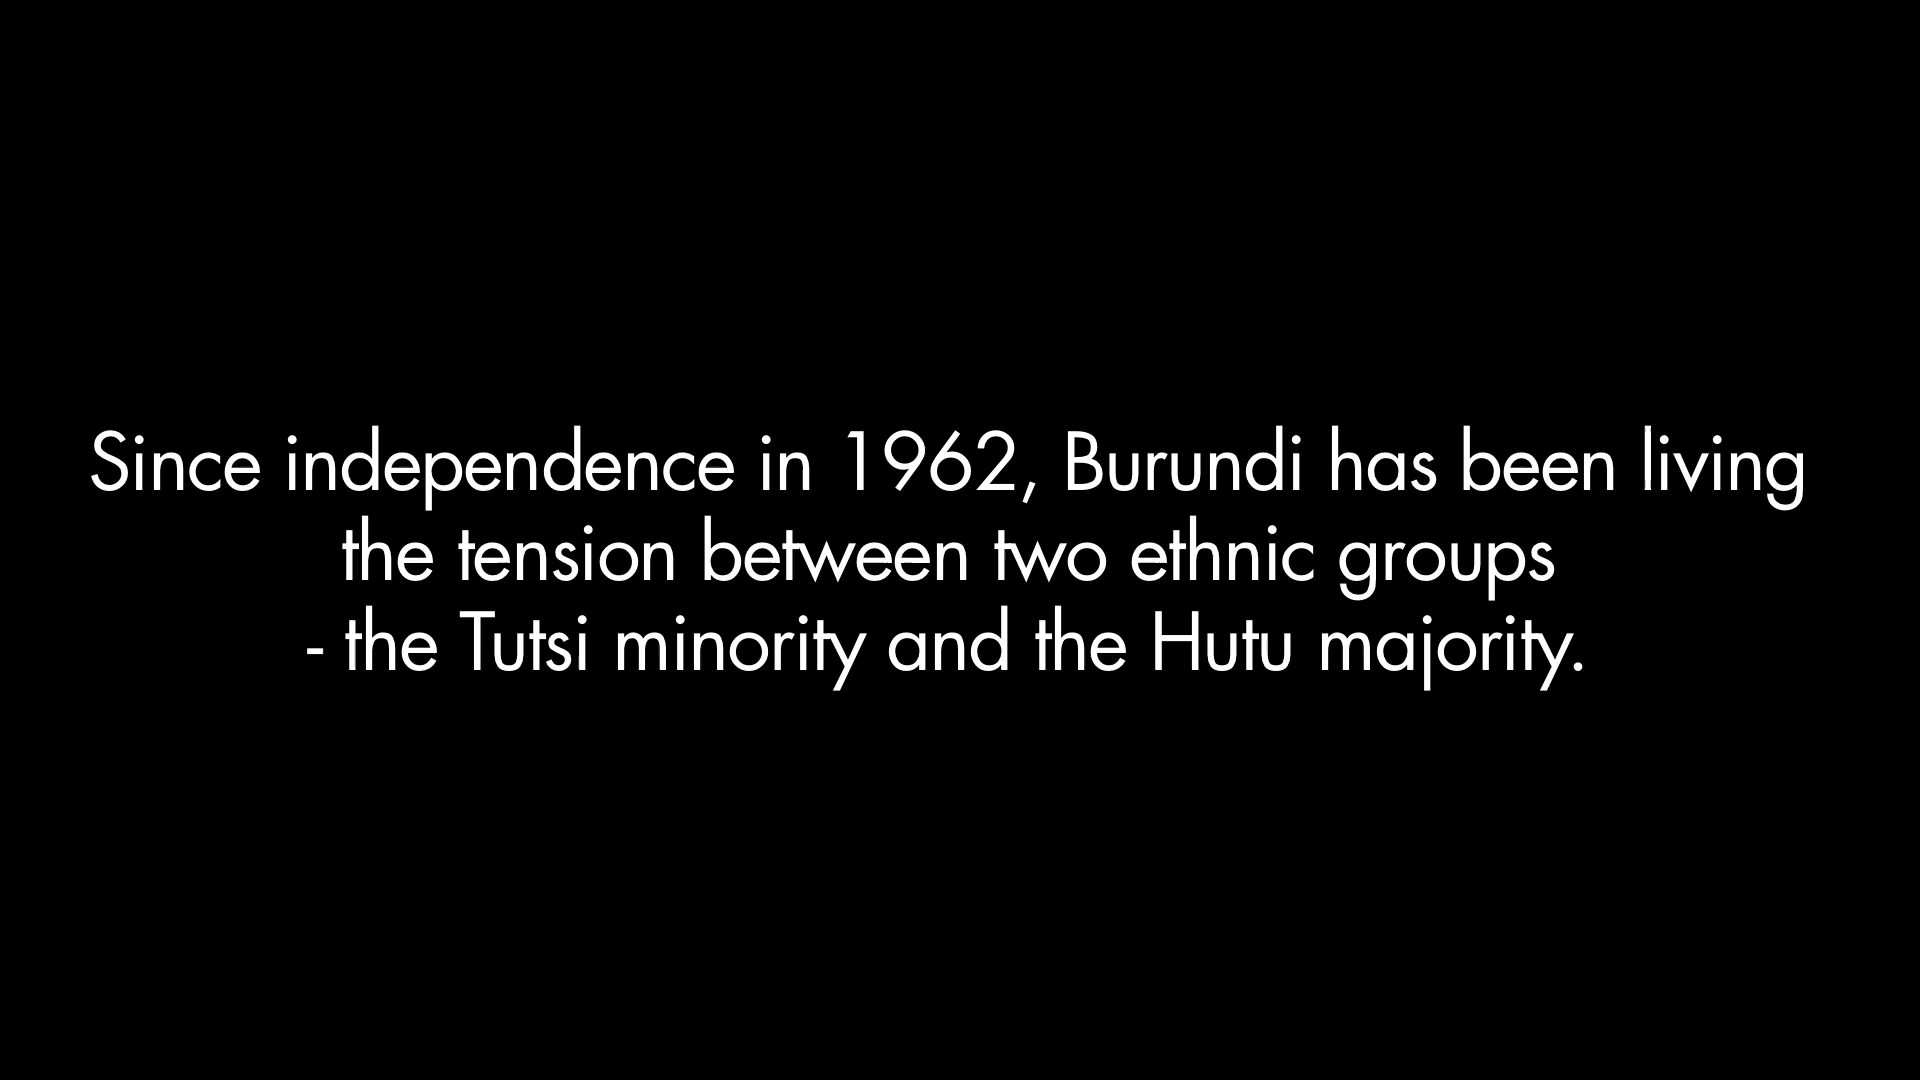 Since independence in 1962, Burundi has been living
the tension between two ethnic groups
- the Tutsi minority and the Hutu majority.